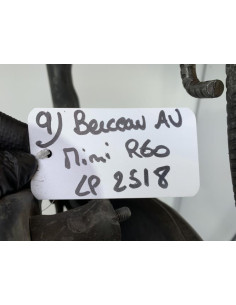 9) Berceau AV
Mini R60
LP 2518